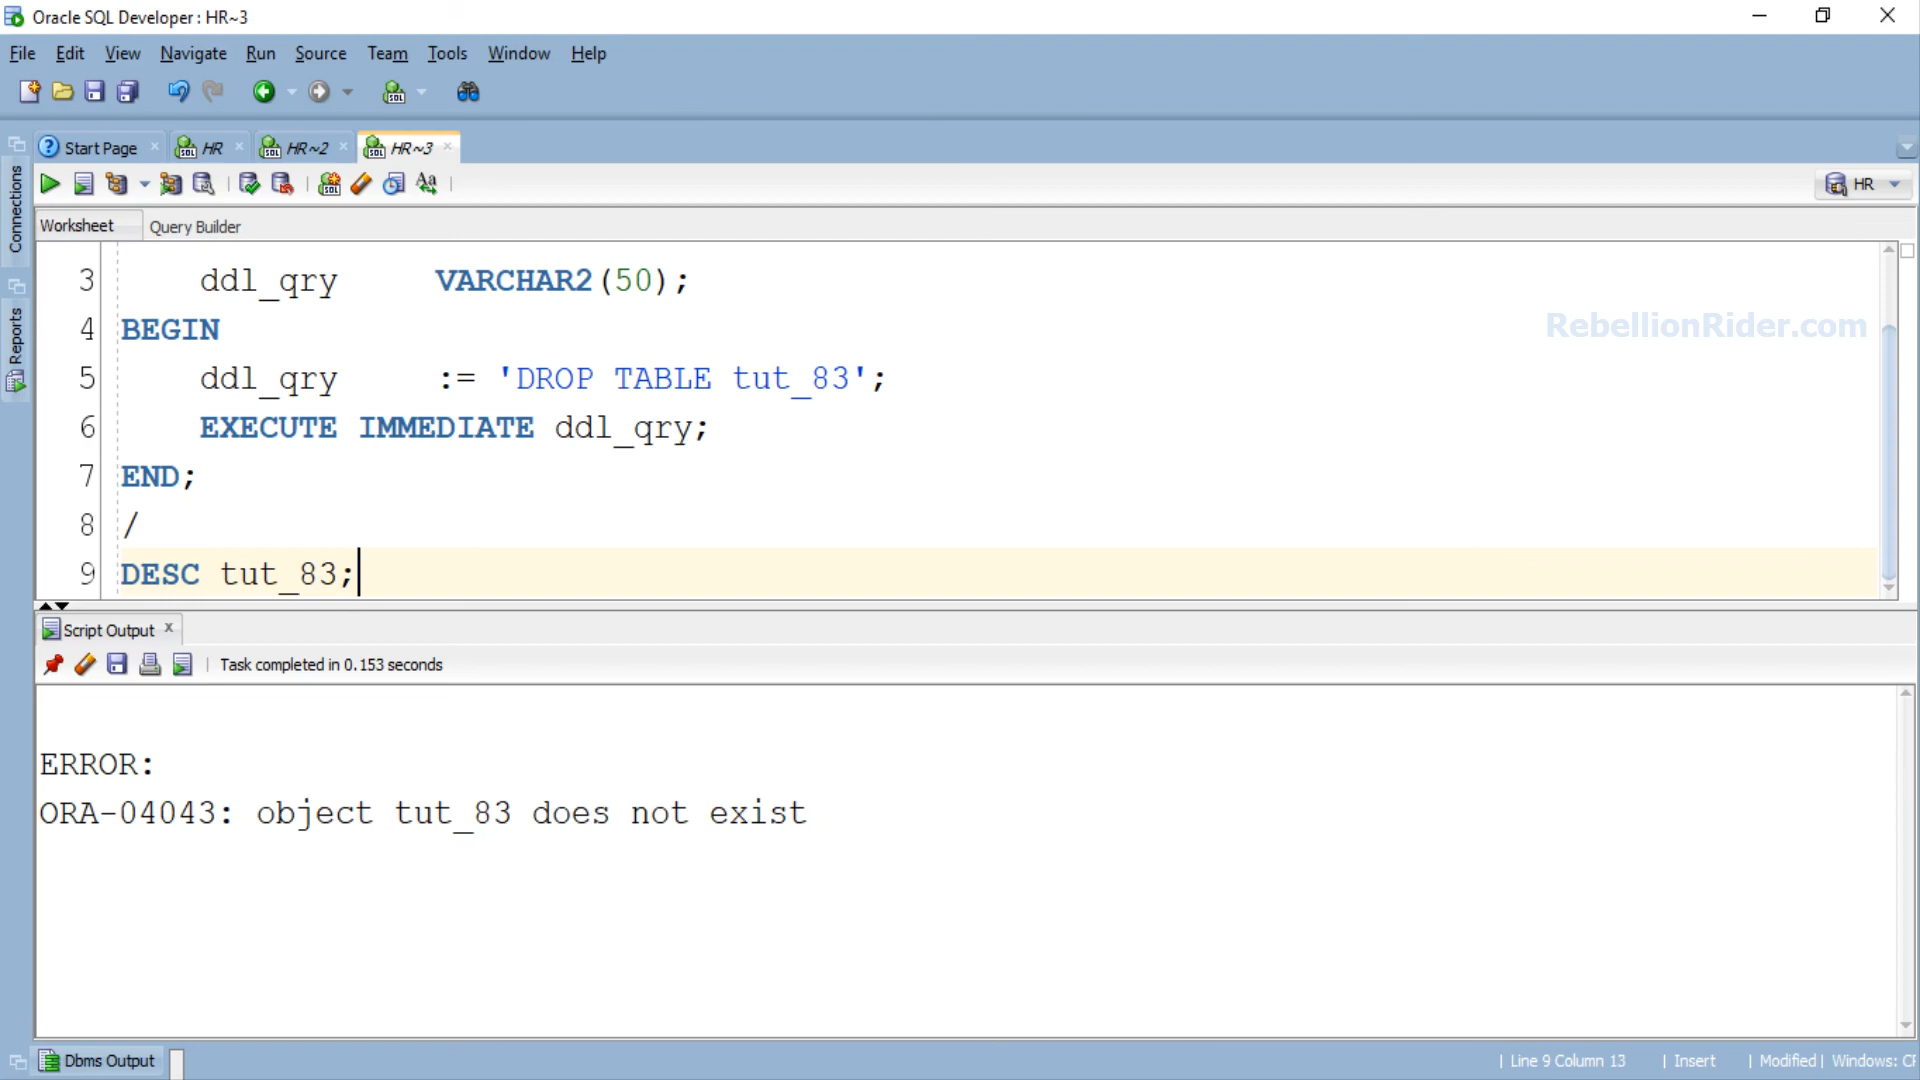 Oracle SQL Developer : HR~3
File Edit View Navigate Run Source Team Tools Window Help
Start Page HR HR~2 HR~3
Connections
Reports
HR
Worksheet Query Builder
3 ddl_qry VARCHAR2(50);
4 BEGIN
RebellionRider.com
5 ddl_qry := 'DROP TABLE tut_83';
6 EXECUTE IMMEDIATE ddl_qry;
7 END;
8 /
9 DESC tut_83;
Script Output x
Task completed in 0.153 seconds
ERROR:
ORA-04043: object tut_83 does not exist
Dbms Output
| Line 9 Column 13 | Insert | Modified | Windows: